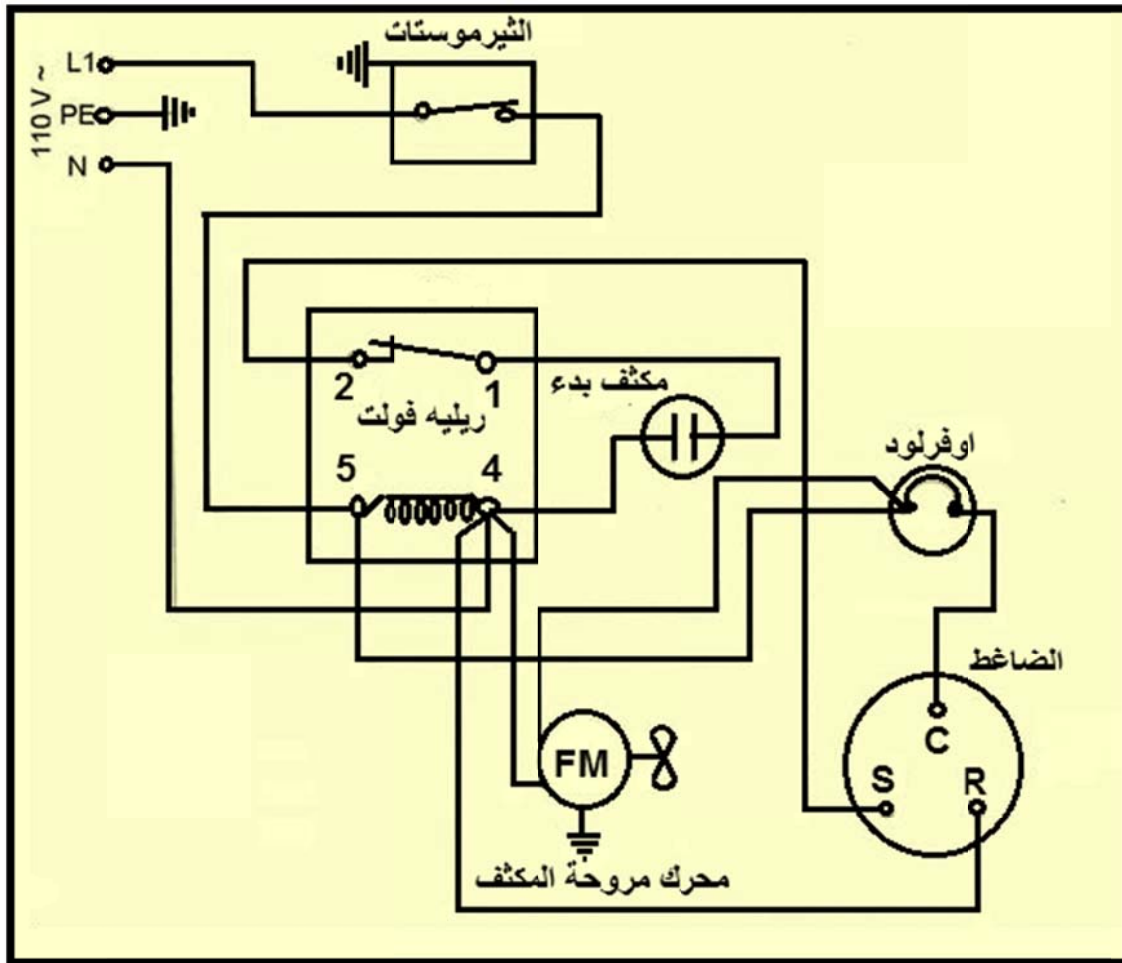 الثيرموستات
L1
PE
N
110 V ~
2
1
ريليه فولت
5
4
مكثف بدء
اوفرلود
الضاغط
C
S
R
FM
محرك مروحة المكثف